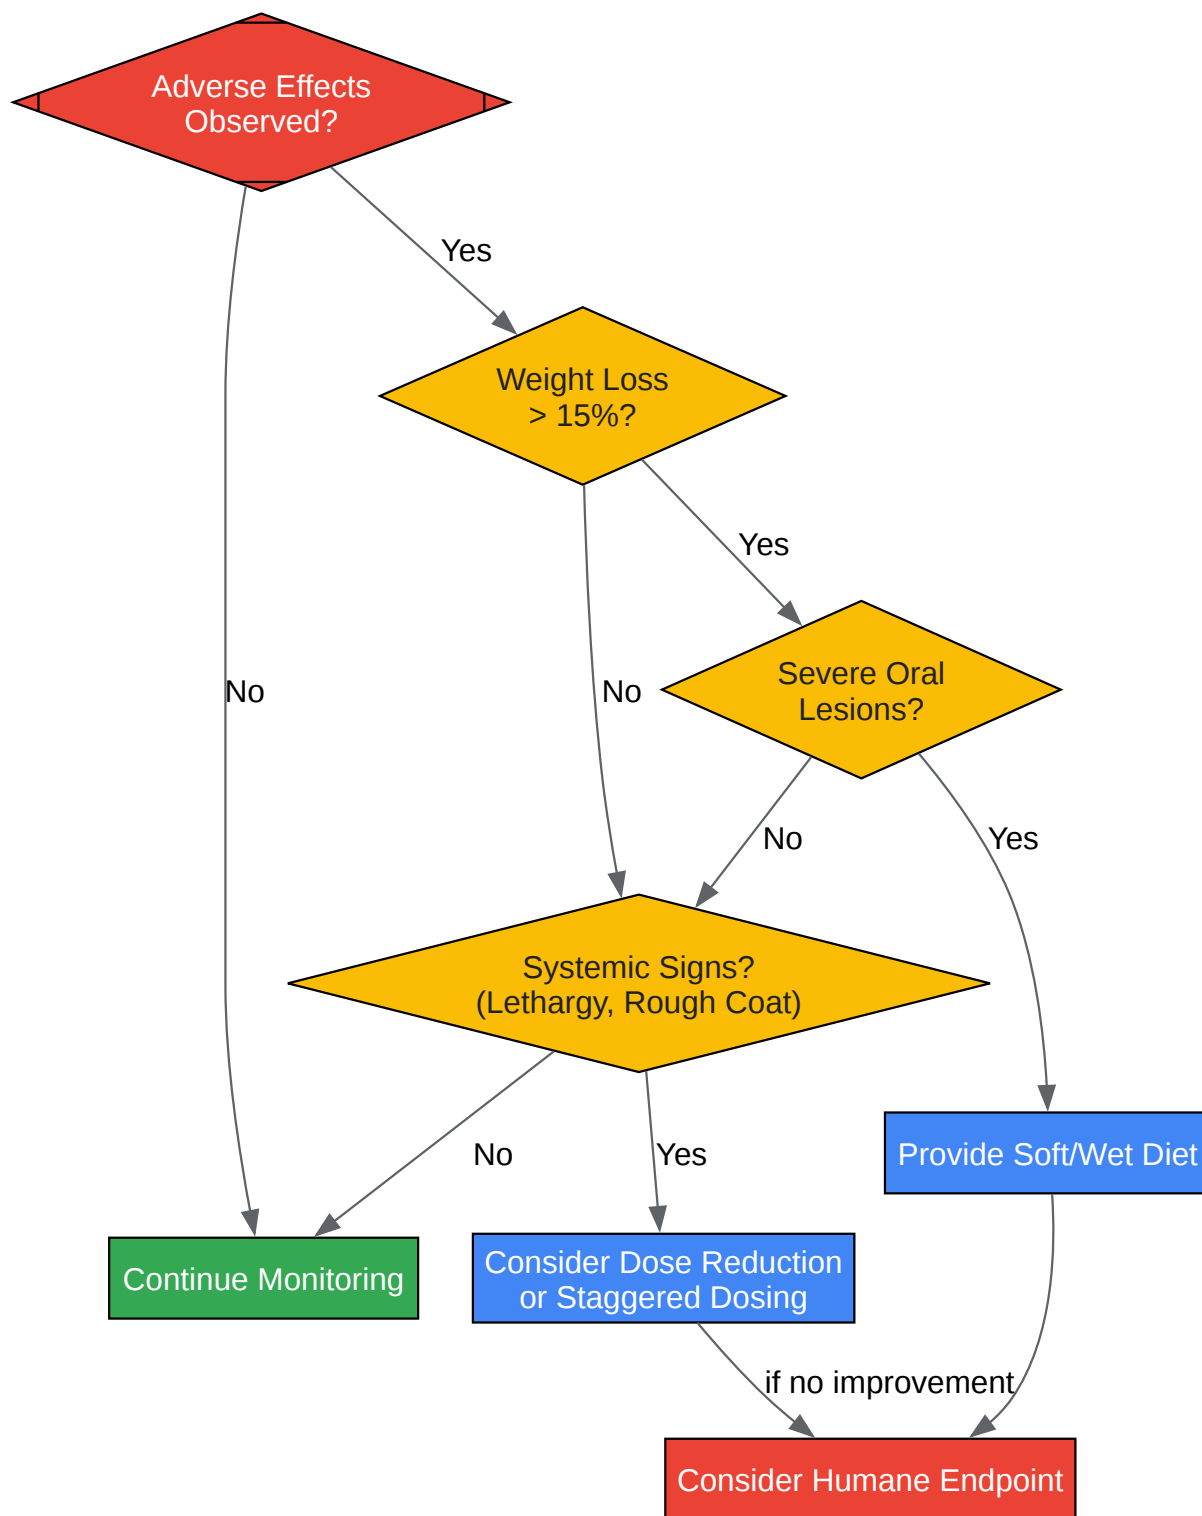 Adverse Effects
Observed?
Yes
Weight Loss
> 15%?
Yes
Severe Oral
Lesions?
No
No
No
Yes
Systemic Signs?
(Lethargy, Rough Coat)
No
Yes
Provide Soft/Wet Diet
Continue Monitoring
Consider Dose Reduction
or Staggered Dosing
if no improvement
Consider Humane Endpoint